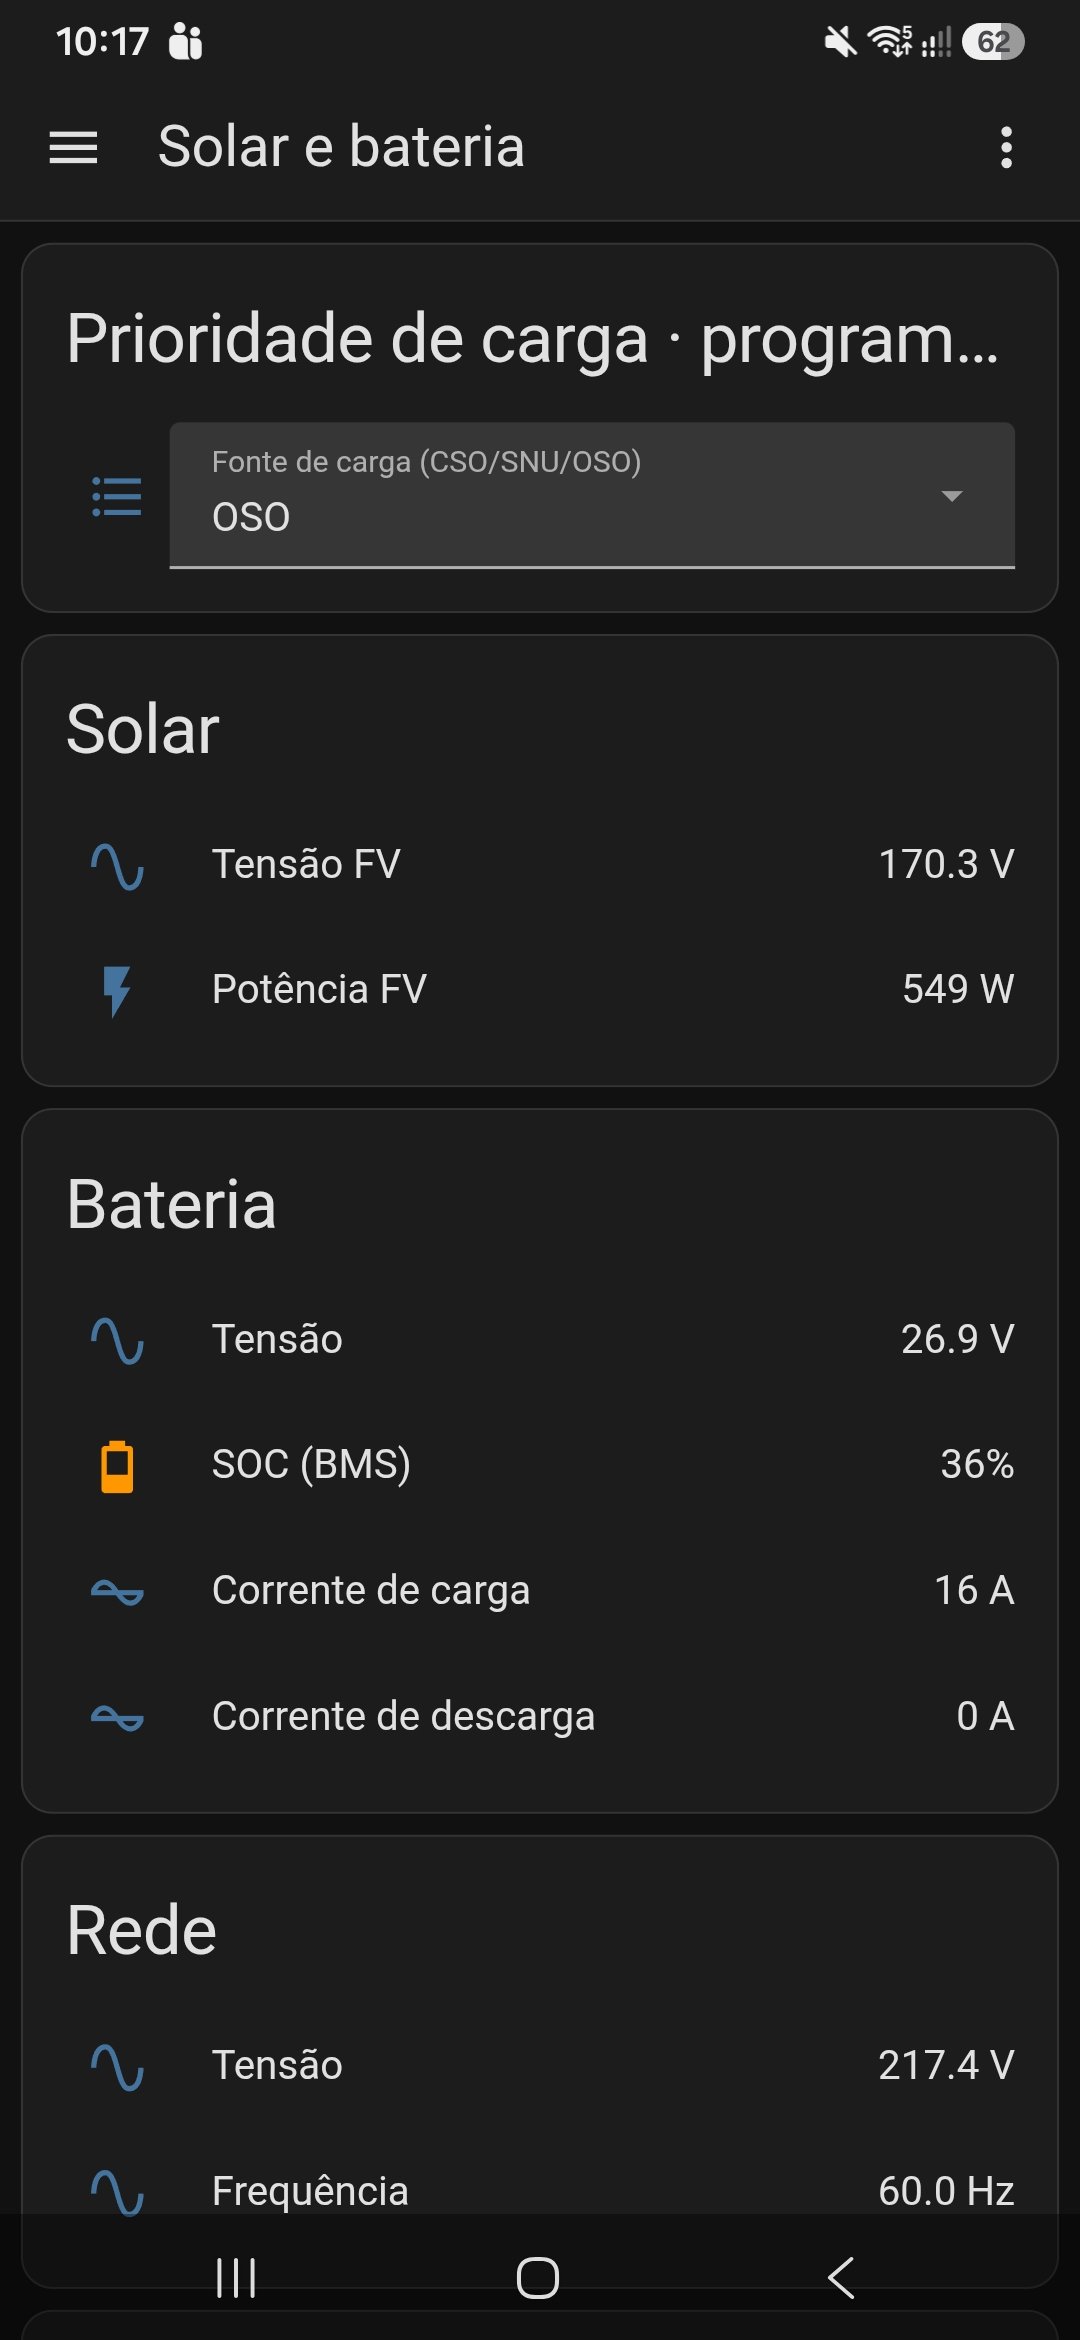 10:17
5
62
Solar e bateria
Prioridade de carga · program...
Fonte de carga (CSO/SNU/OSO)
OSO
Solar
Tensão FV 170.3 V
Potência FV 549 W
Bateria
Tensão 26.9 V
SOC (BMS) 36%
Corrente de carga 16 A
Corrente de descarga 0 A
Rede
Tensão 217.4 V
Frequência 60.0 Hz